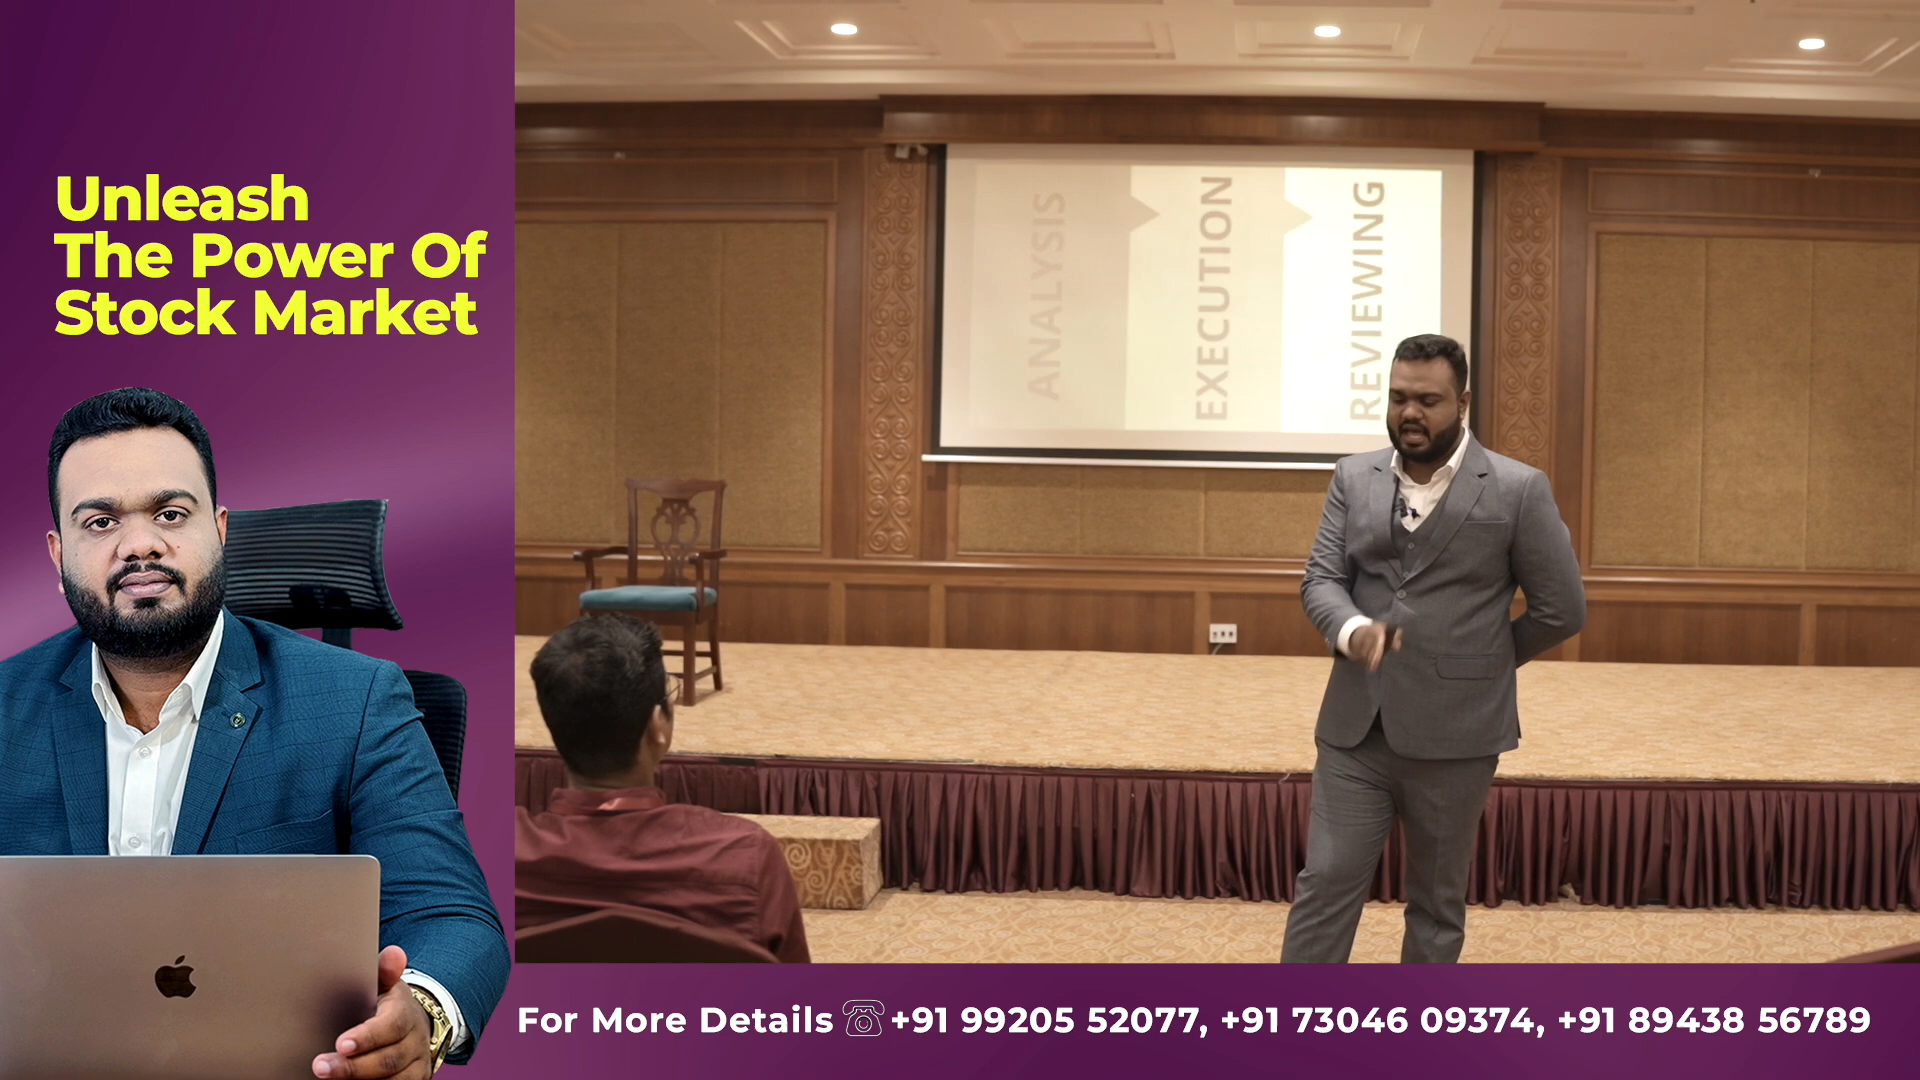 Unleash
The Power Of
Stock Market
ANALYSIS
EXECUTION
REVIEWING
For More Details +91 99205 52077, +91 73046 09374, +91 89438 56789